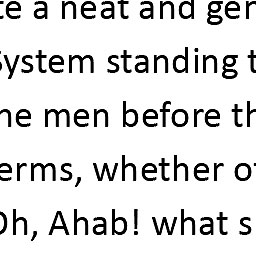 te a neat and gen
System standing t
he men before th
erms, whether of
Oh, Ahab! what s